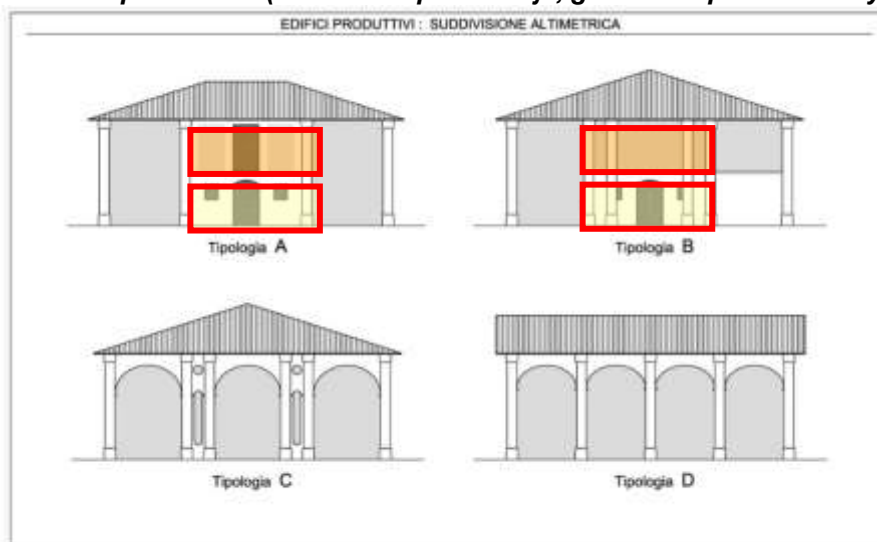 EDIFICI PRODUTTIVI : SUDDIVISIONE ALTIMETRICA
Tipologia A
Tipologia B
Tipologia C
Tipologia D